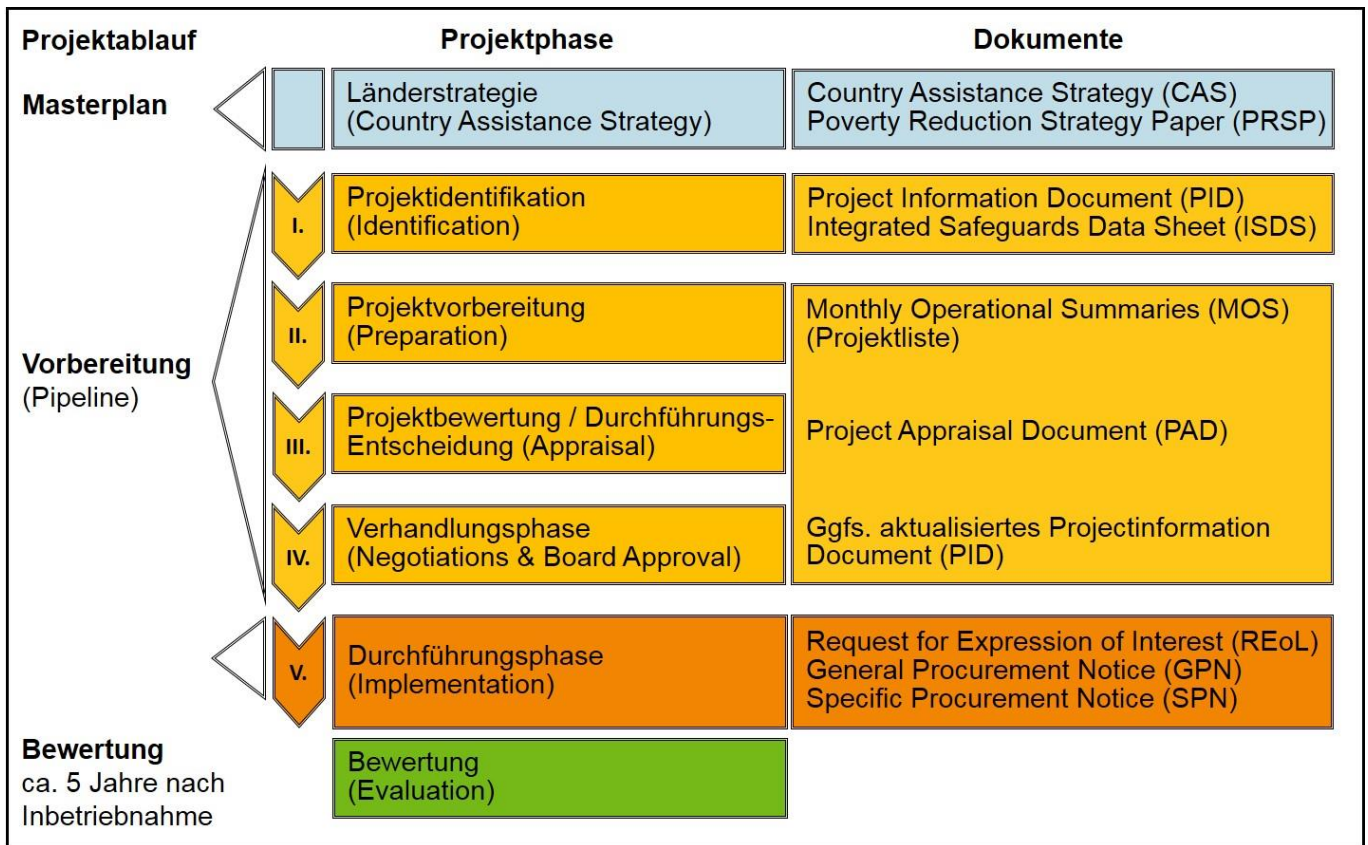 Projektablauf
Projektphase
Dokumente
Masterplan
Länderstrategie
(Country Assistance Strategy)
Country Assistance Strategy (CAS)
Poverty Reduction Strategy Paper (PRSP)
Vorbereitung
(Pipeline)
I.
Projektidentifikation
(Identification)
Project Information Document (PID)
Integrated Safeguards Data Sheet (ISDS)
II.
Projektvorbereitung
(Preparation)
Monthly Operational Summaries (MOS)
(Projektliste)
III.
Projektbewertung / Durchführungs-
Entscheidung (Appraisal)
Project Appraisal Document (PAD)
IV.
Verhandlungsphase
(Negotiations & Board Approval)
Ggfs. aktualisiertes Projectinformation
Document (PID)
V.
Durchführungsphase
(Implementation)
Request for Expression of Interest (REoL)
General Procurement Notice (GPN)
Specific Procurement Notice (SPN)
Bewertung
ca. 5 Jahre nach
Inbetriebnahme
Bewertung
(Evaluation)